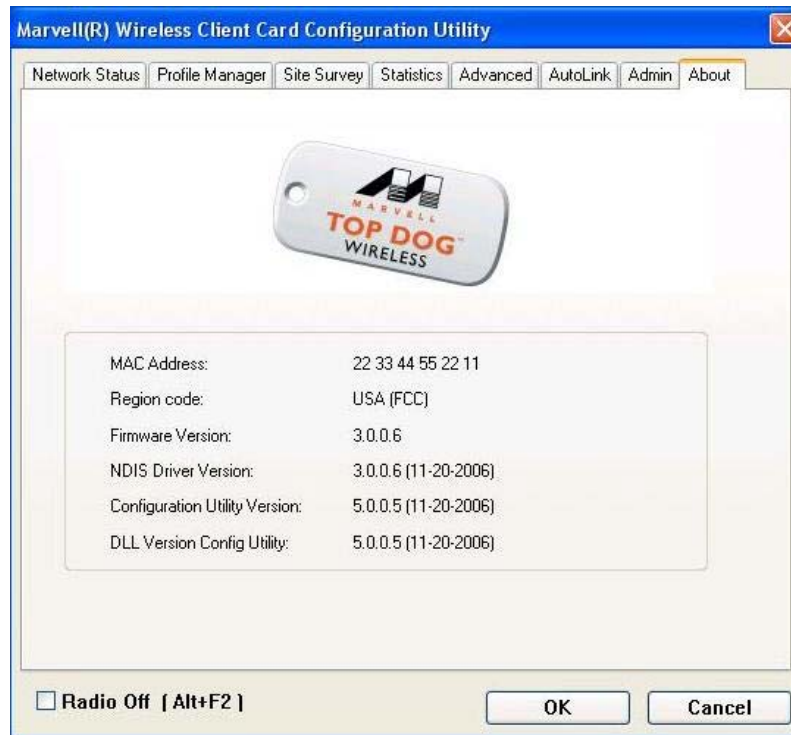 Marvell(R) Wireless Client Card Configuration Utility
Network Status Profile Manager Site Survey Statistics Advanced AutoLink Admin About
MARVELL
TOP DOG™
WIRELESS
MAC Address: 22 33 44 55 22 11
Region code: USA (FCC)
Firmware Version: 3.0.0.6
NDIS Driver Version: 3.0.0.6 (11-20-2006)
Configuration Utility Version: 5.0.0.5 (11-20-2006)
DLL Version Config Utility: 5.0.0.5 (11-20-2006)
Radio Off [ Alt+F2 ] OK Cancel